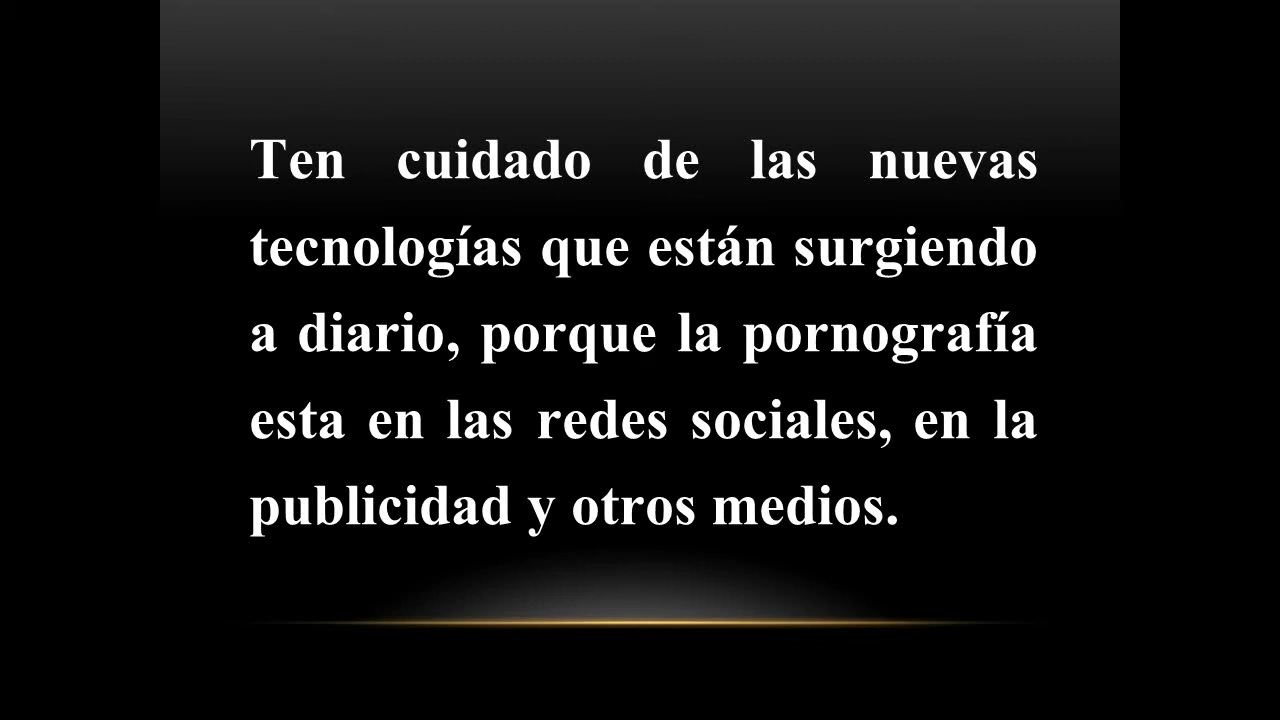 Ten cuidado de las nuevas
tecnologías que están surgiendo
a diario, porque la pornografía
esta en las redes sociales, en la
publicidad y otros medios.